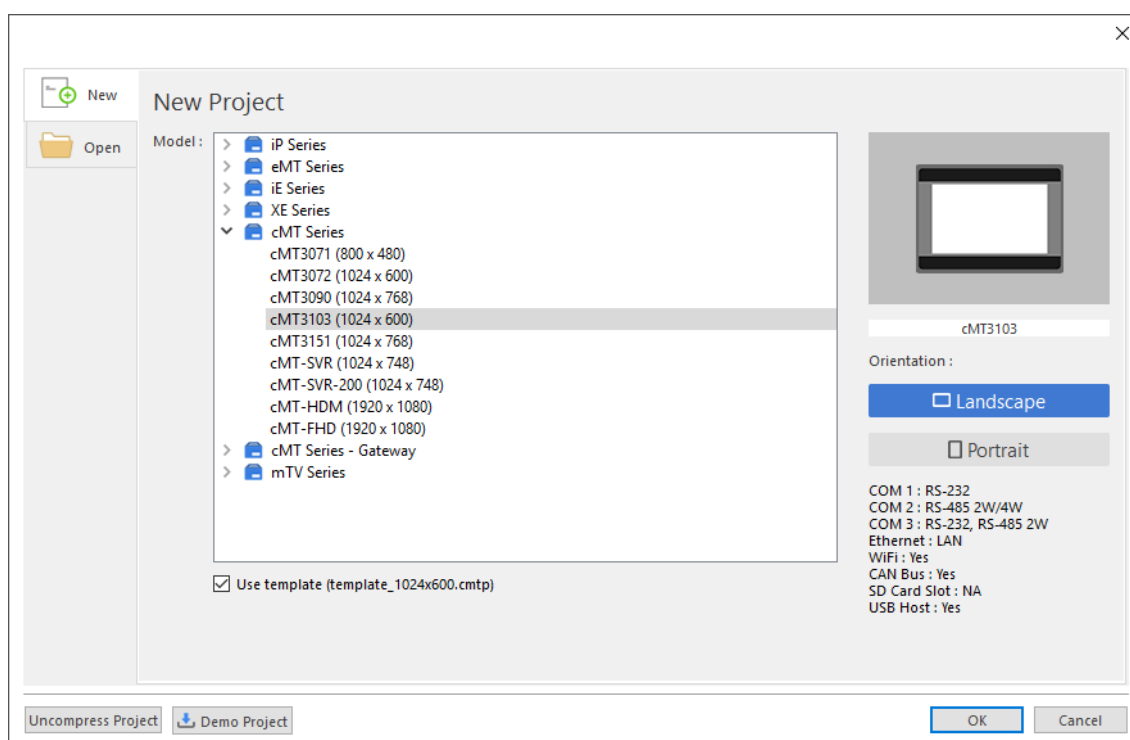 New
Open
New Project
Model :
iP Series
eMT Series
iE Series
XE Series
cMT Series
cMT3071 (800 x 480)
cMT3072 (1024 x 600)
cMT3090 (1024 x 768)
cMT3103 (1024 x 600)
cMT3151 (1024 x 768)
cMT-SVR (1024 x 748)
cMT-SVR-200 (1024 x 748)
cMT-HDM (1920 x 1080)
cMT-FHD (1920 x 1080)
cMT Series - Gateway
mTV Series
Use template (template_1024x600.cmtp)
cMT3103
Orientation :
Landscape
Portrait
COM 1 : RS-232
COM 2 : RS-485 2W/4W
COM 3 : RS-232, RS-485 2W
Ethernet : LAN
WiFi : Yes
CAN Bus : Yes
SD Card Slot : NA
USB Host : Yes
Uncompress Project
Demo Project
OK
Cancel